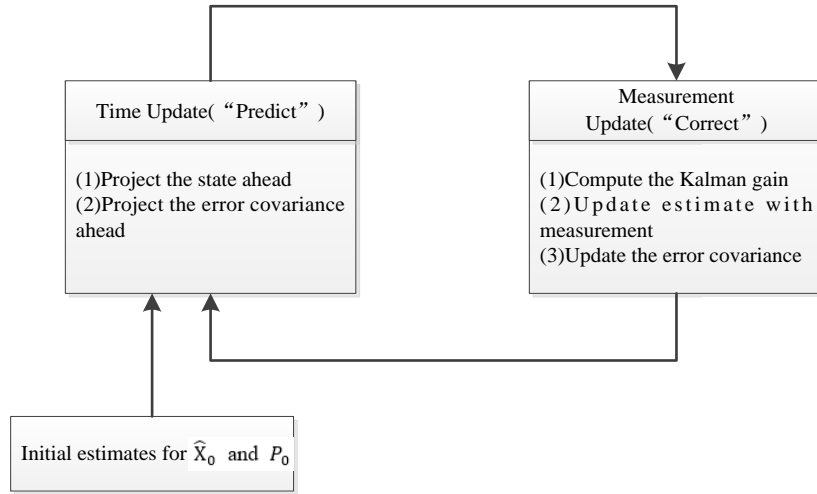 Time Update(“Predict”)
(1)Project the state ahead
(2)Project the error covariance
ahead
Measurement
Update(“Correct”)
(1)Compute the Kalman gain
(2)Update estimate with
measurement
(3)Update the error covariance
Initial estimates for X̂₀ and P₀